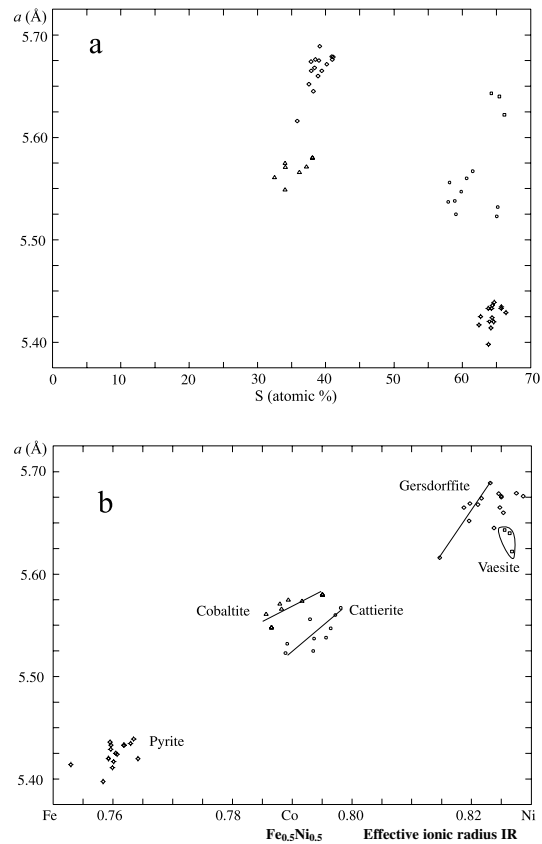 a (Å)
5.70
a
5.60
5.50
5.40
0 10 20 30 40 50 60 70
S (atomic %)
a (Å)
5.70
b
Gersdorffite
5.60
Vaesite
Cobaltite
Cattierite
5.50
Pyrite
5.40
Fe 0.76 0.78 Co 0.80 0.82 Ni
Fe0.5Ni0.5 Effective ionic radius IR